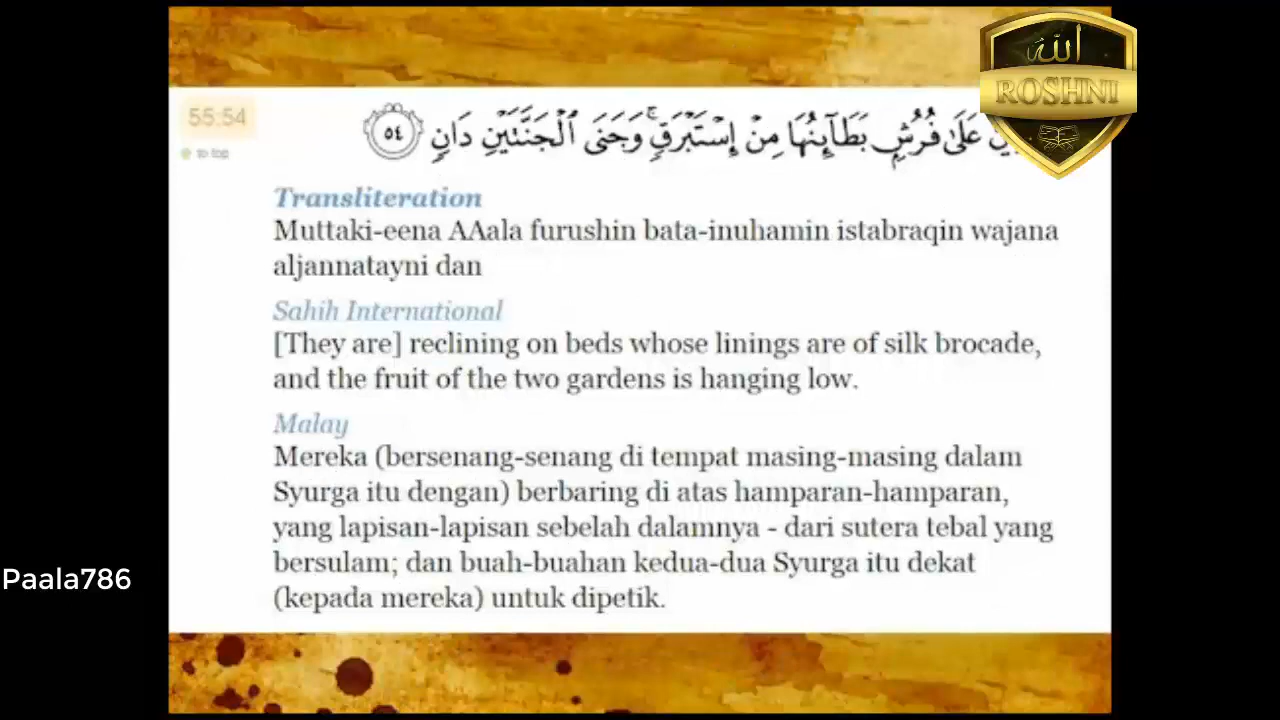 الله
ROSHNI
55:54
عَلَىٰ فُرُشٍۭ بَطَآئِنُهَا مِنْ إِسْتَبْرَقٍۢ ۚ وَجَنَى ٱلْجَنَّتَيْنِ دَانٍۢ ٥٤
to top
Transliteration
Muttaki-eena AAala furushin bata-inuhamin istabraqin wajana
aljannatayni dan
Sahih International
[They are] reclining on beds whose linings are of silk brocade,
and the fruit of the two gardens is hanging low.
Malay
Mereka (bersenang-senang di tempat masing-masing dalam
Syurga itu dengan) berbaring di atas hamparan-hamparan,
yang lapisan-lapisan sebelah dalamnya - dari sutera tebal yang
bersulam; dan buah-buahan kedua-dua Syurga itu dekat
(kepada mereka) untuk dipetik.
Paala786